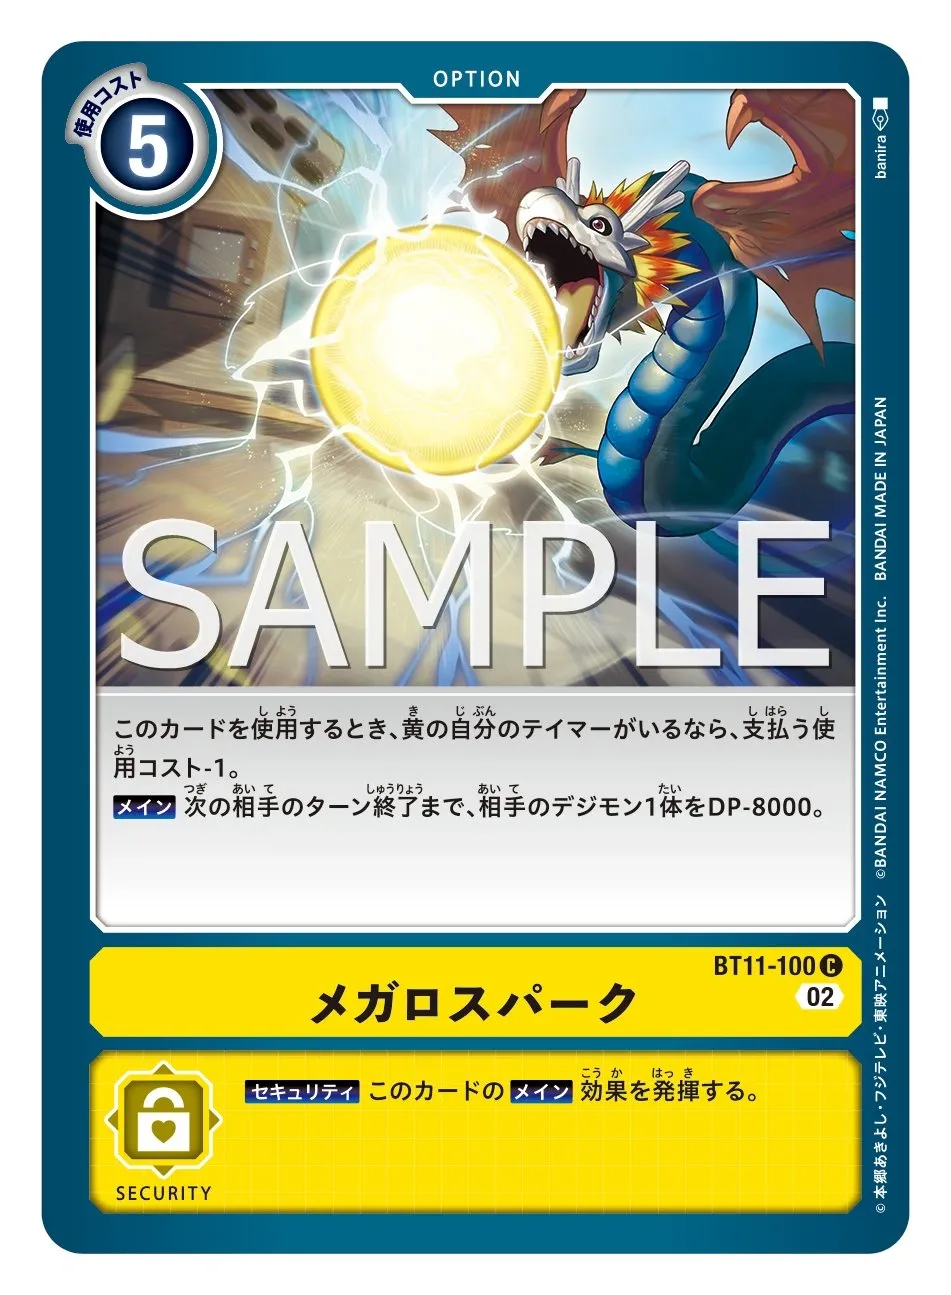 OPTION
使用コスト
5
banira
SAMPLE
このカードを使用するとき、黄の自分のテイマーがいるなら、支払う使
用コスト-1。
メイン 次の相手のターン終了まで、相手のデジモン1体をDP-8000。
BT11-100 C
メガロスパーク
02
セキュリティ このカードの メイン 効果を発揮する。
SECURITY
©本郷あきよし・フジテレビ・東映アニメーション ©BANDAI NAMCO Entertainment Inc. BANDAI MADE IN JAPAN